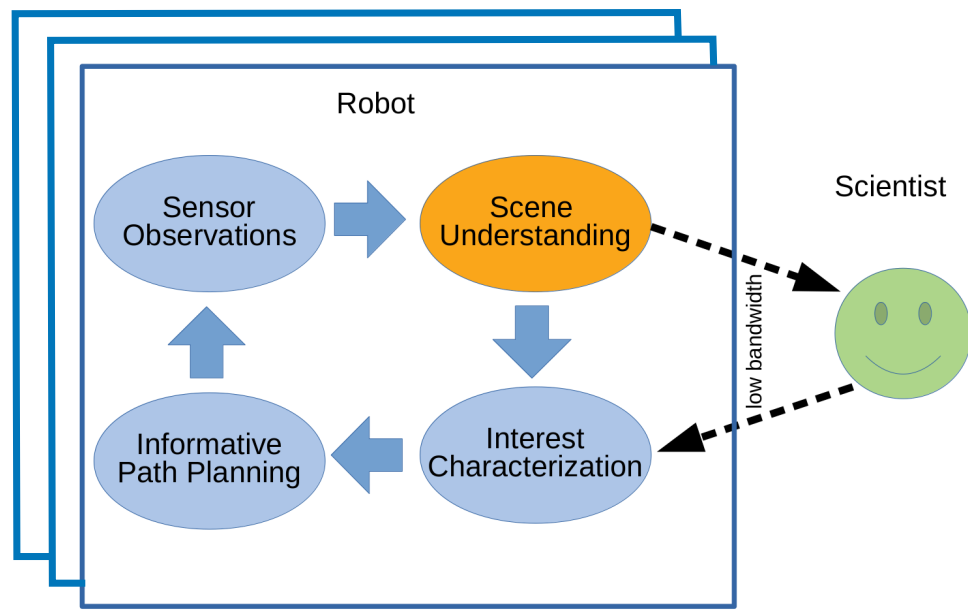 Robot
Scientist
Sensor
Observations
Scene
Understanding
low bandwidth
Informative
Path Planning
Interest
Characterization